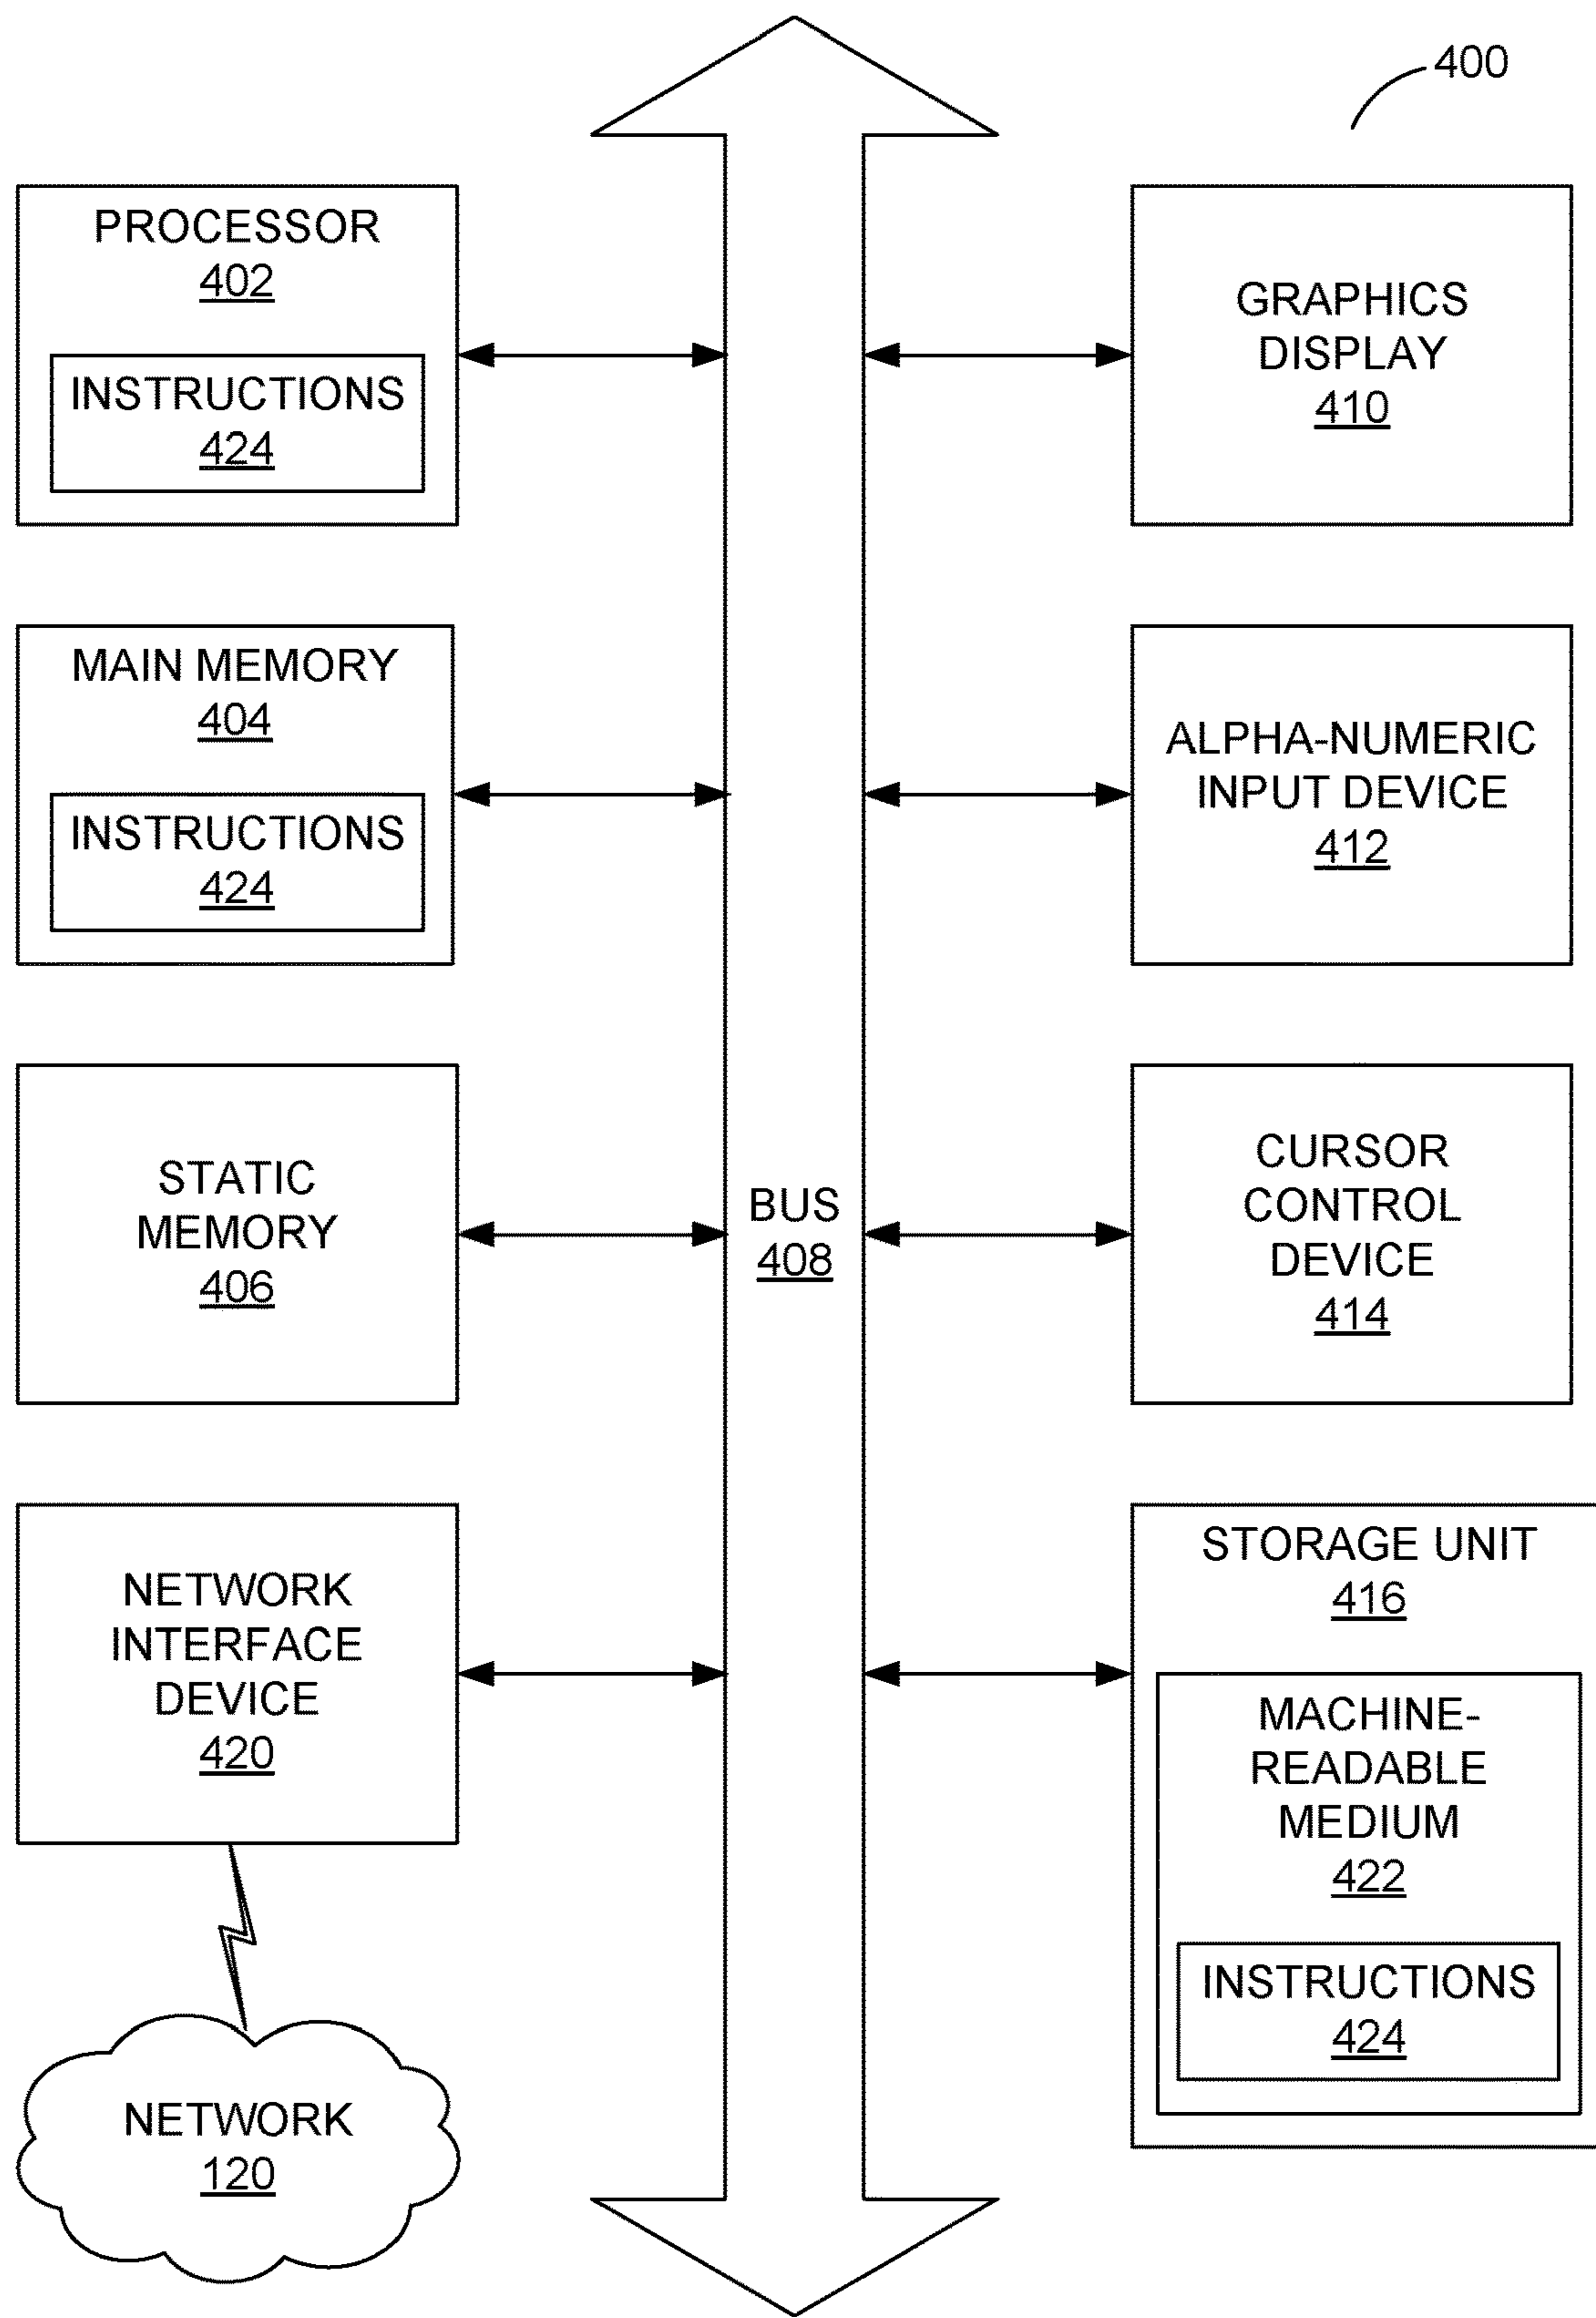 400
PROCESSOR
402
INSTRUCTIONS
424
MAIN MEMORY
404
INSTRUCTIONS
424
STATIC
MEMORY
406
NETWORK
INTERFACE
DEVICE
420
NETWORK
120
BUS
408
GRAPHICS
DISPLAY
410
ALPHA-NUMERIC
INPUT DEVICE
412
CURSOR
CONTROL
DEVICE
414
STORAGE UNIT
416
MACHINE-
READABLE
MEDIUM
422
INSTRUCTIONS
424